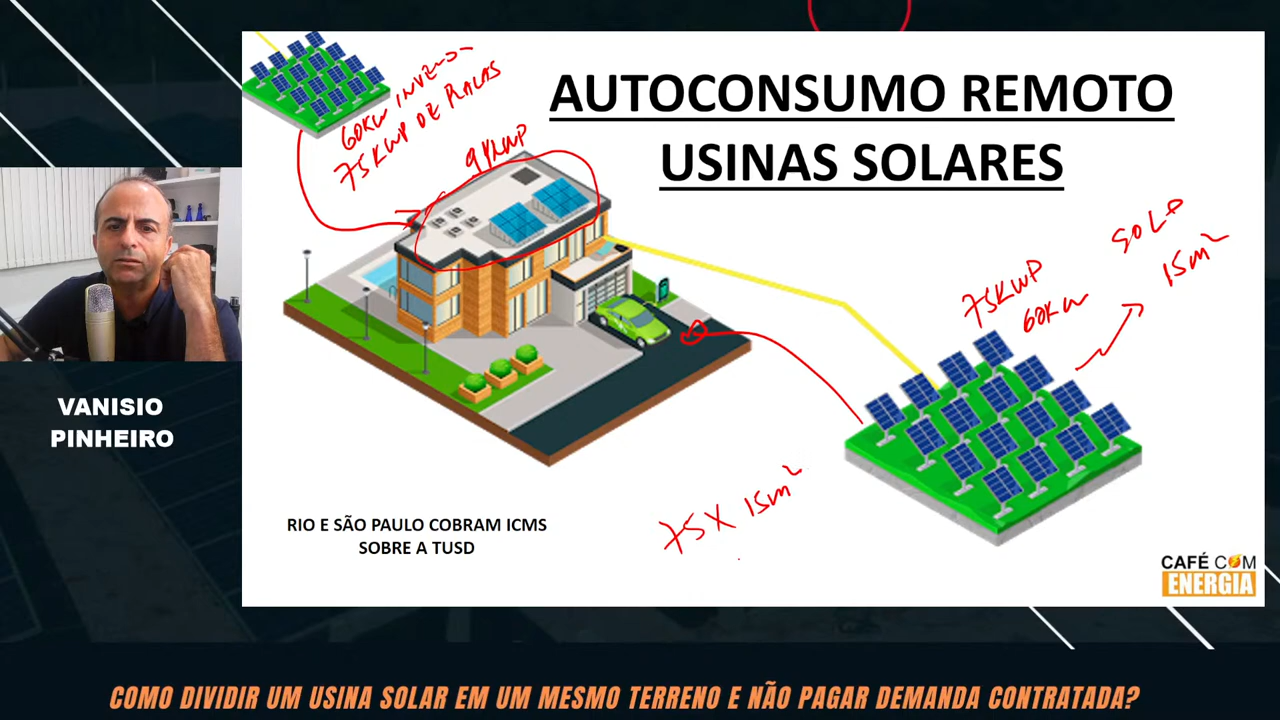 AUTOCONSUMO REMOTO
USINAS SOLARES
60KW
75KWP DE PLACAS
75KWP
60KW
SOLO
15m²
75 X 15m²
VANISIO
PINHEIRO
RIO E SÃO PAULO COBRAM ICMS
SOBRE A TUSD
CAFÉ COM
ENERGIA
COMO DIVIDIR UM USINA SOLAR EM UM MESMO TERRENO E NÃO PAGAR DEMANDA CONTRATADA?